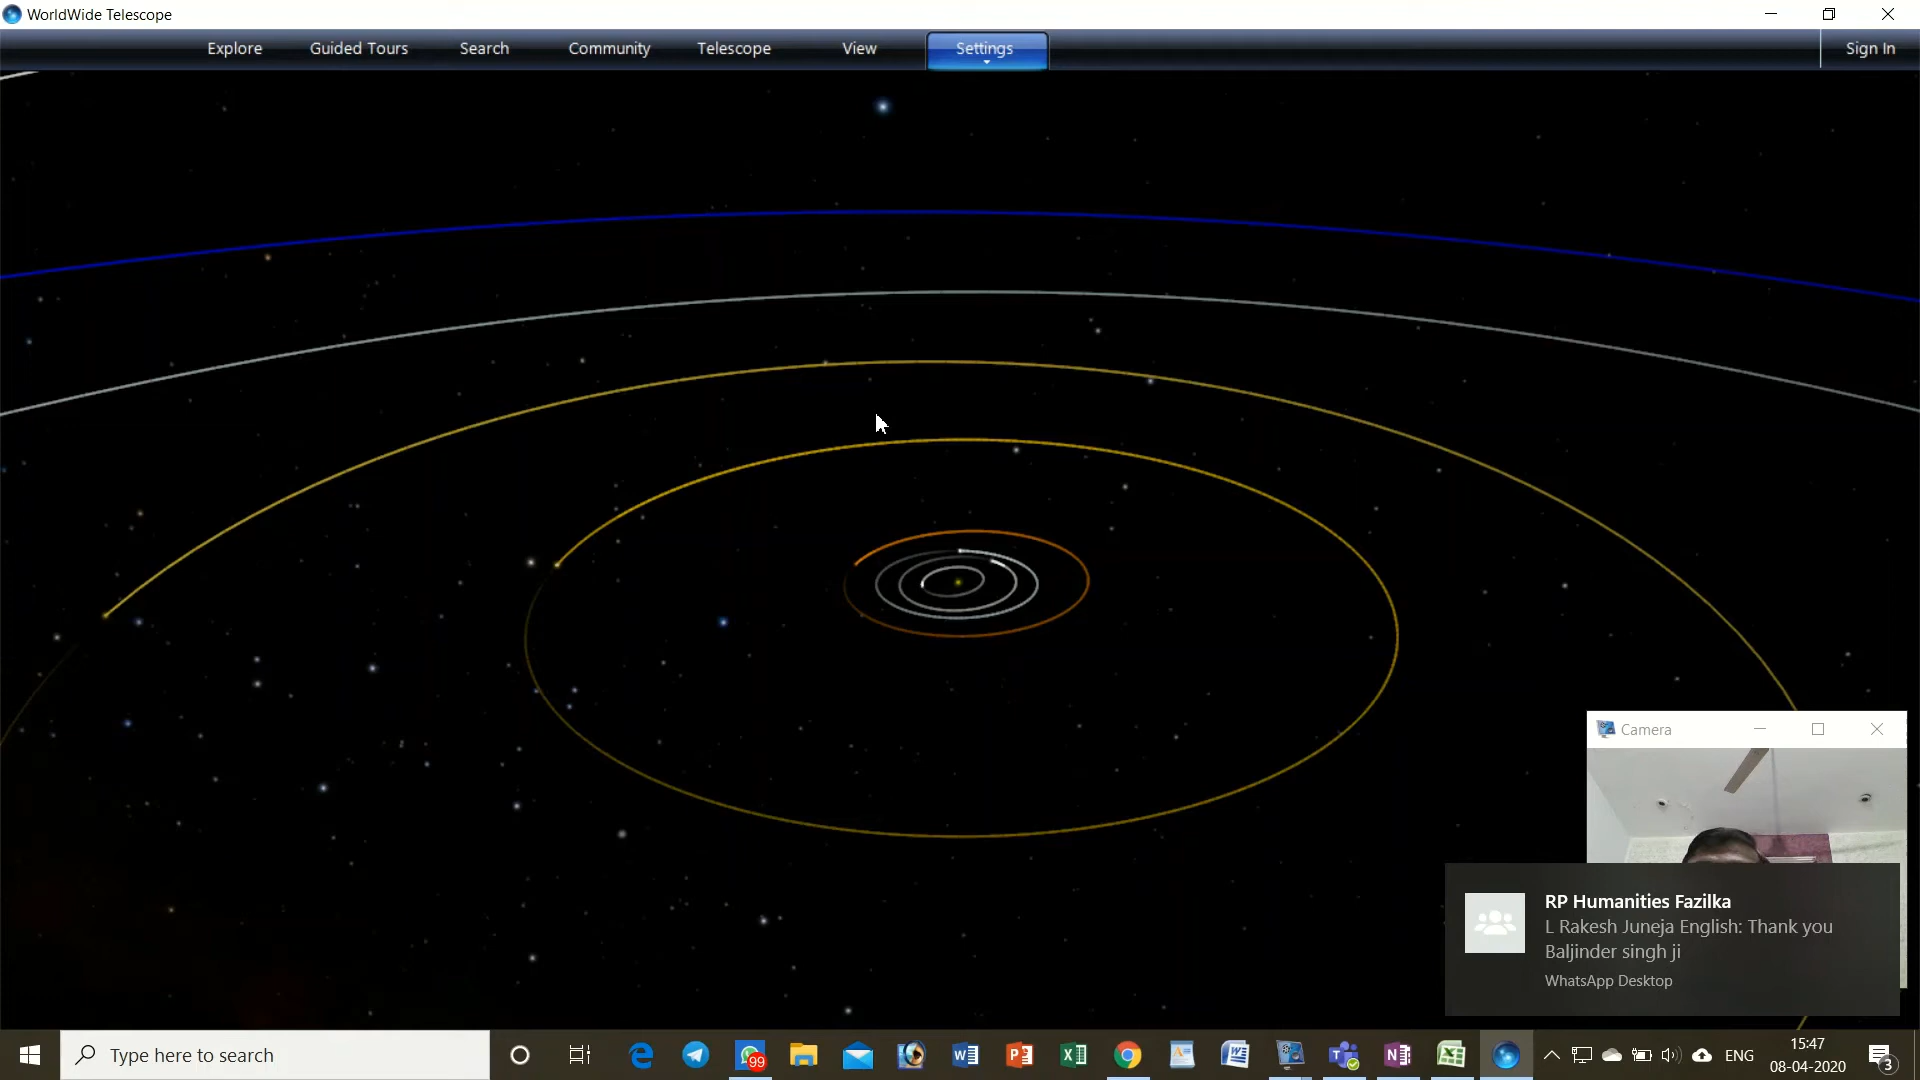 WorldWide Telescope
Explore Guided Tours Search Community Telescope View Settings Sign In
Camera
RP Humanities Fazilka
L Rakesh Juneja English: Thank you
Baljinder singh ji
WhatsApp Desktop
Type here to search
99
ENG
15:47
08-04-2020
3